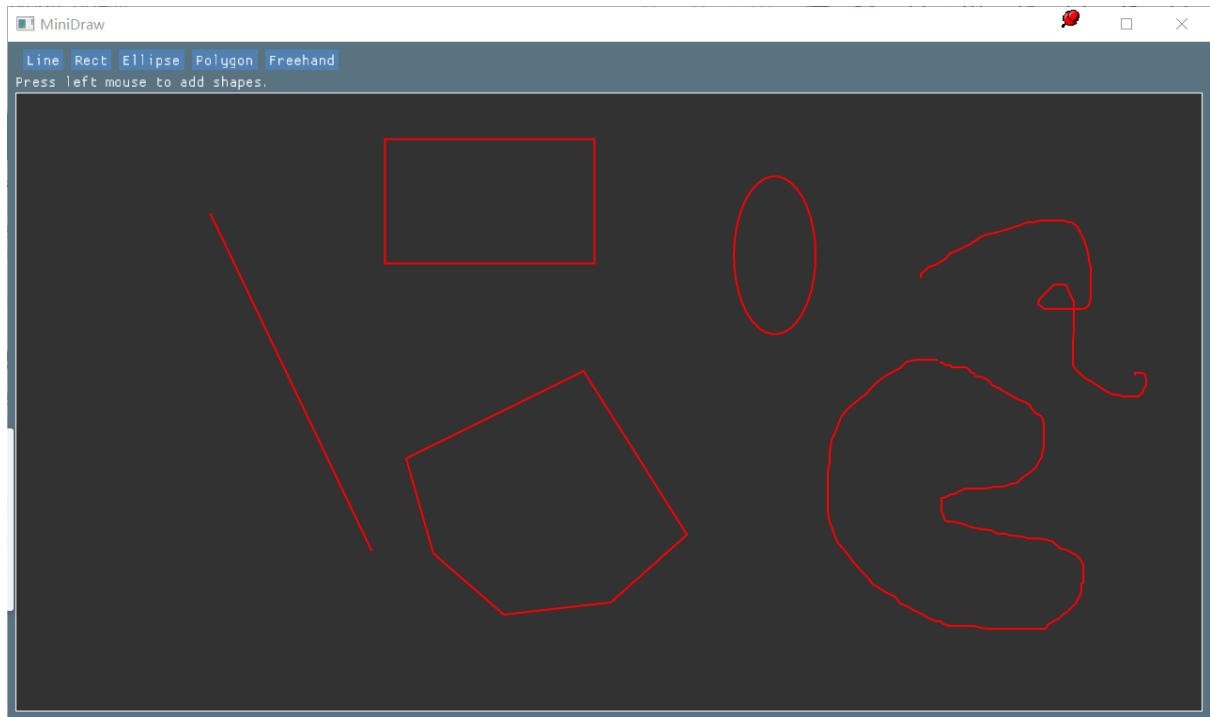 MiniDraw
Line Rect Ellipse Polygon Freehand
Press left mouse to add shapes.